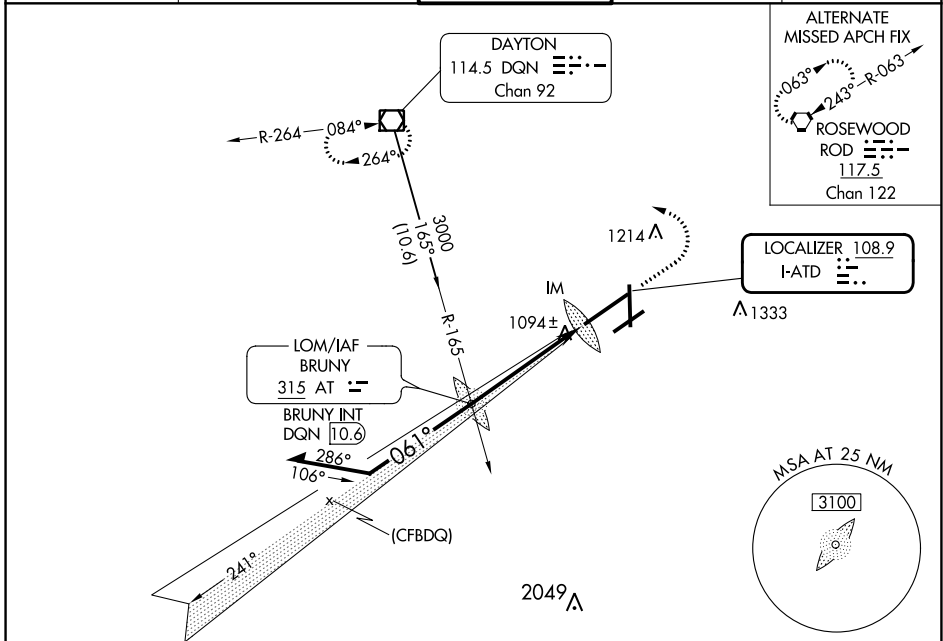 ALTERNATE
MISSED APCH FIX
063°
243°
R-063
ROSEWOOD
ROD
117.5
Chan 122
DAYTON
114.5 DQN
Chan 92
R-264
084°
264°
3000
165°
(10.6)
R-165
1214
LOCALIZER 108.9
I-ATD
IM
1094±
1333
LOM/IAF
BRUNY
315 AT
BRUNY INT
DQN 10.6
286°
106°
061°
(CFBDQ)
241°
2049
MSA AT 25 NM
3100